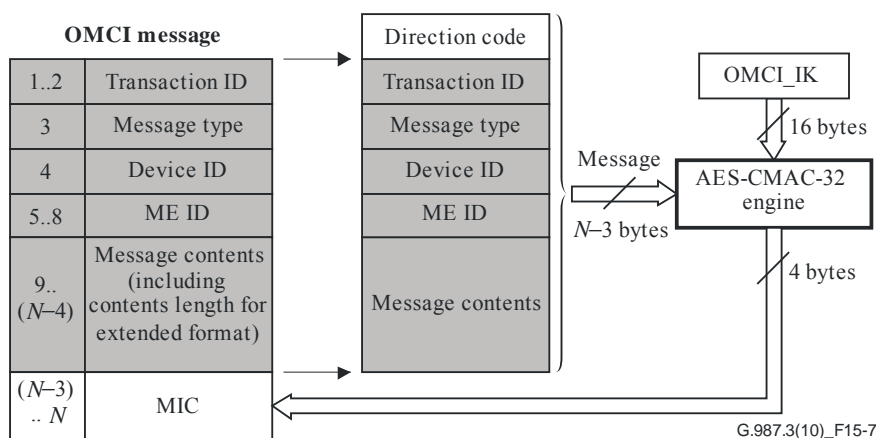 OMCI message
1..2
Transaction ID
3
Message type
4
Device ID
5..8
ME ID
9..
(N–4)
Message contents
(including
contents length for
extended format)
(N–3)
.. N
MIC
Direction code
Transaction ID
Message type
Device ID
ME ID
Message contents
Message
N–3 bytes
OMCI_IK
16 bytes
AES-CMAC-32
engine
4 bytes
G.987.3(10)_F15-7